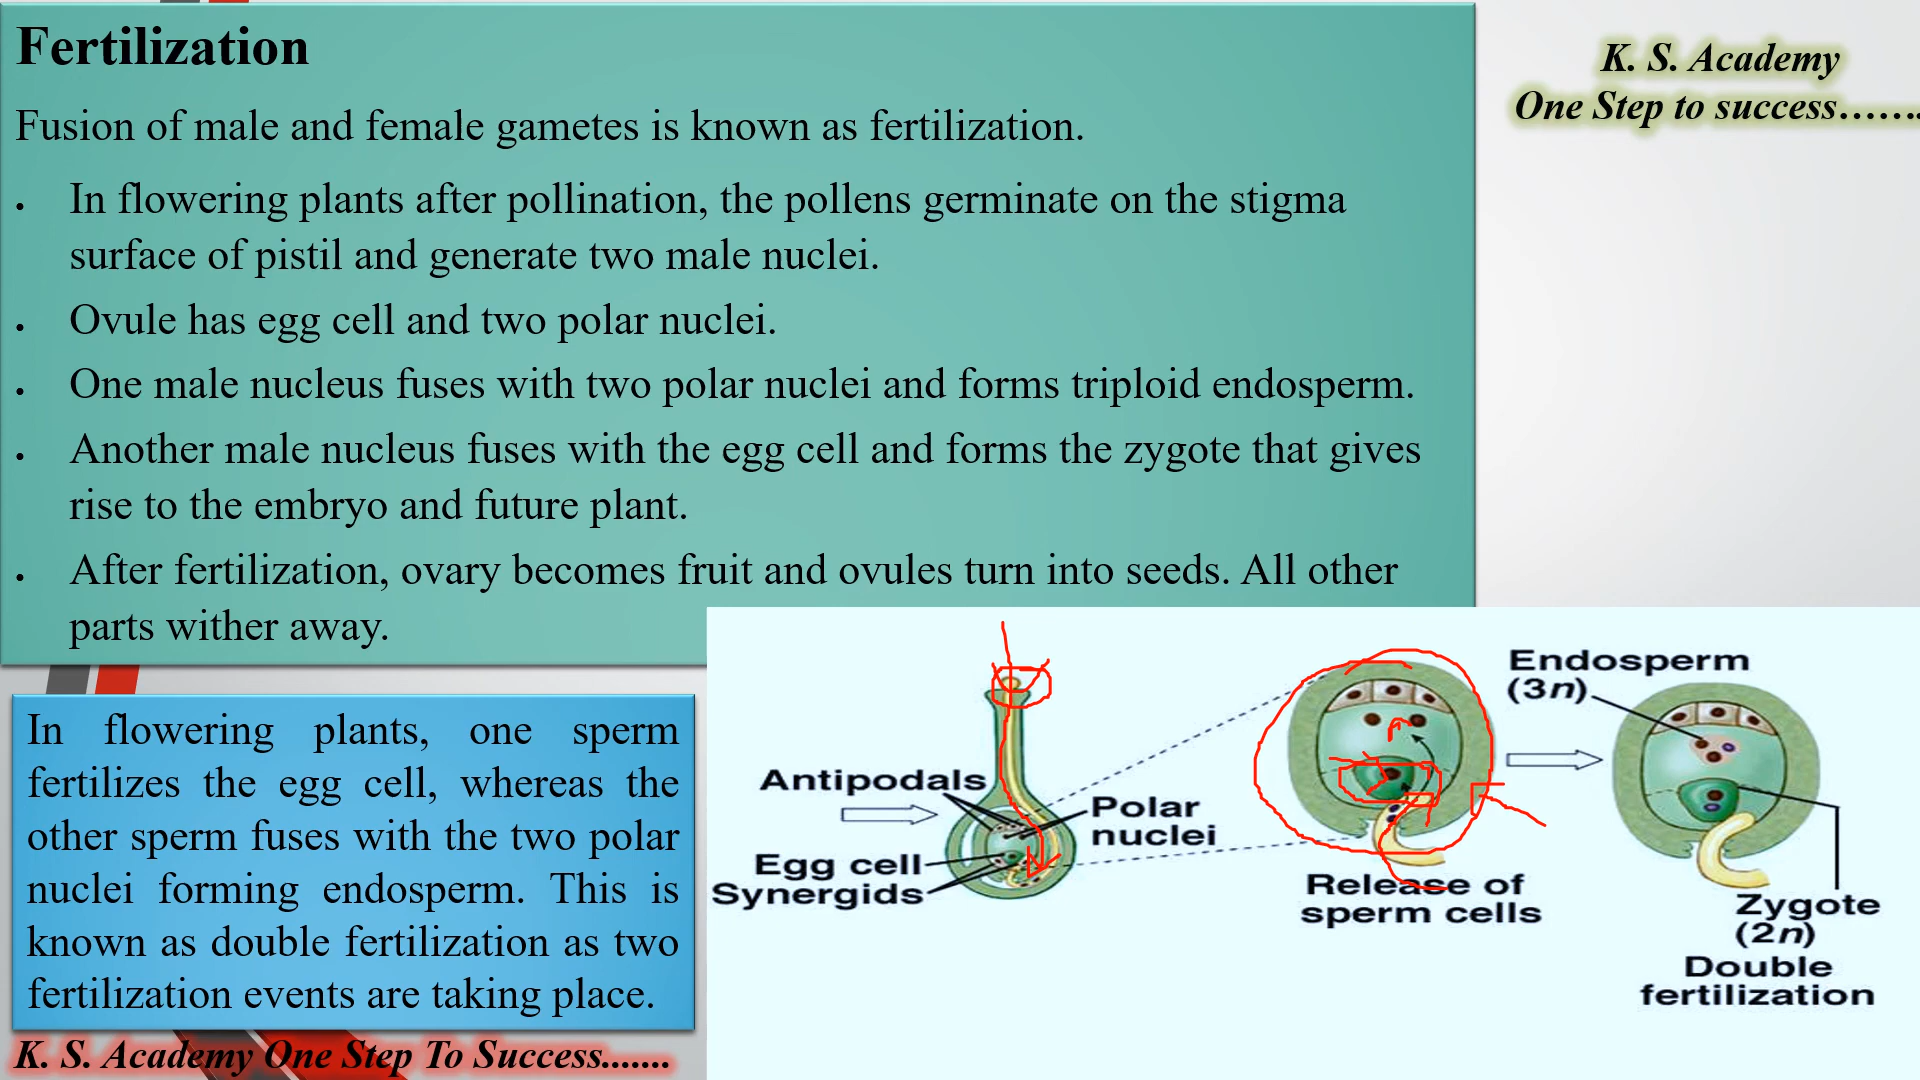 Fertilization
K. S. Academy
One Step to success…….
Fusion of male and female gametes is known as fertilization.
• In flowering plants after pollination, the pollens germinate on the stigma
surface of pistil and generate two male nuclei.
• Ovule has egg cell and two polar nuclei.
• One male nucleus fuses with two polar nuclei and forms triploid endosperm.
• Another male nucleus fuses with the egg cell and forms the zygote that gives
rise to the embryo and future plant.
• After fertilization, ovary becomes fruit and ovules turn into seeds. All other
parts wither away.
In flowering plants, one sperm
fertilizes the egg cell, whereas the
other sperm fuses with the two polar
nuclei forming endosperm. This is
known as double fertilization as two
fertilization events are taking place.
K. S. Academy One Step To Success.......
Antipodals
Polar
nuclei
Egg cell
Synergids
Release of
sperm cells
Endosperm
(3n)
Zygote
(2n)
Double
fertilization